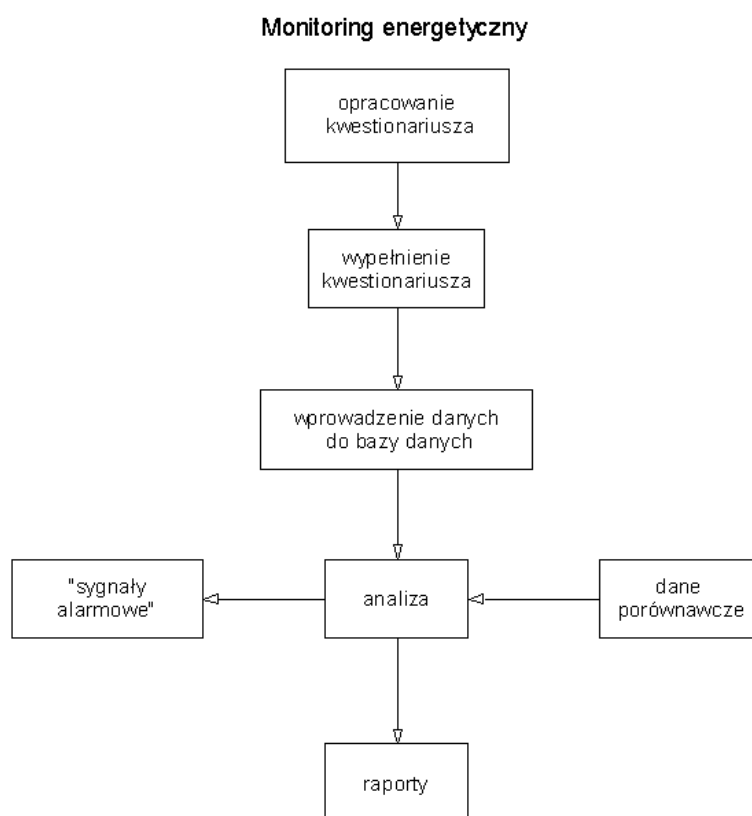 Monitoring energetyczny
opracowanie
kwestionariusza
wypełnienie
kwestionariusza
wprowadzenie danych
do bazy danych
"sygnały
alarmowe"
analiza
dane
porównawcze
raporty